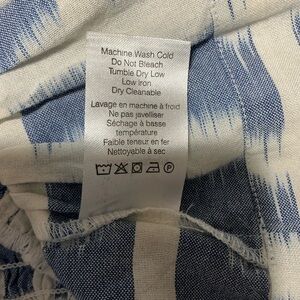 Machine Wash Cold
Do Not Bleach
Tumble Dry Low
Low Iron
Dry Cleanable
Lavage en machine à froid
Ne pas javelliser
Séchage à basse
température
Faible tension en fer
Nettoyable à sec